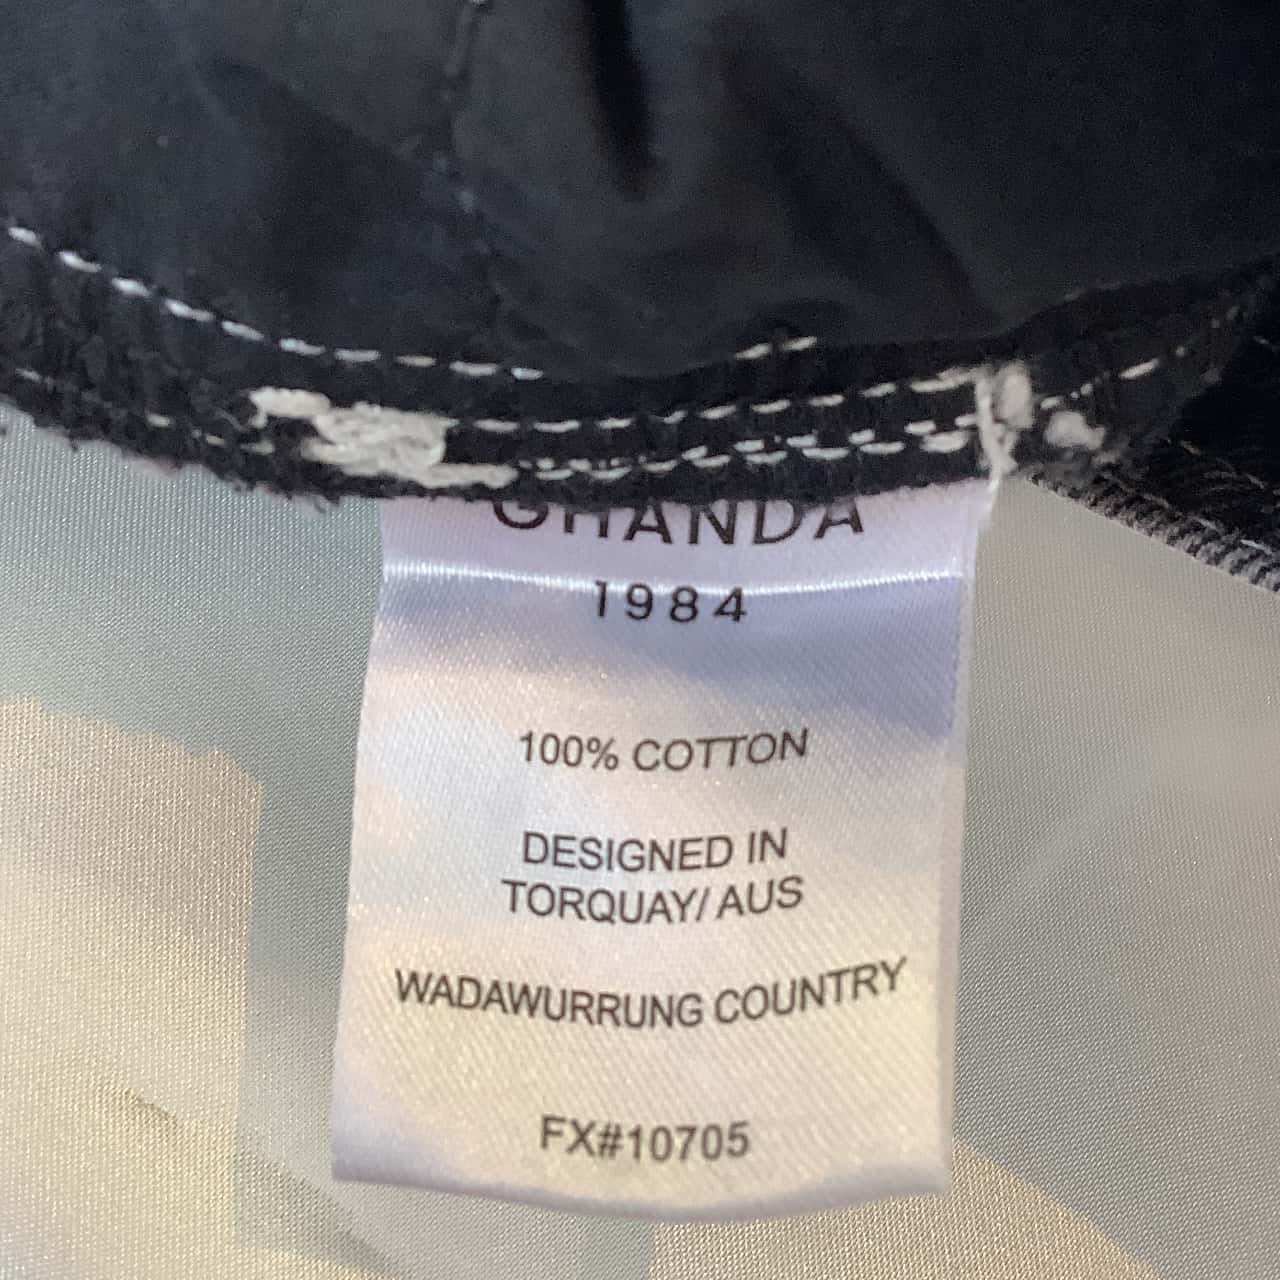 GHANDA
1984
100% COTTON
DESIGNED IN
TORQUAY/ AUS
WADAWURRUNG COUNTRY
FX#10705